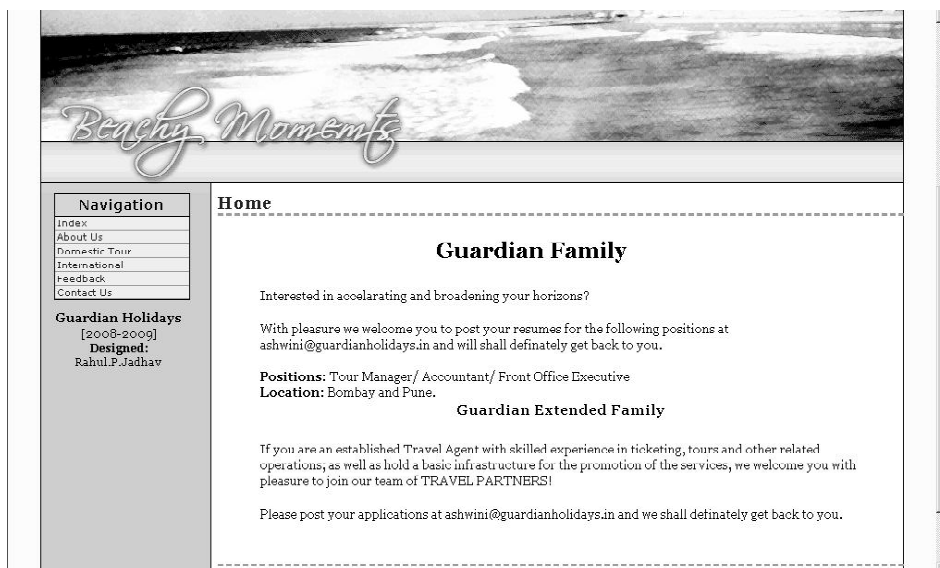 Beachy Momemts
Navigation
Index
About Us
Domestic Tour
International
Feedback
Contact Us
Guardian Holidays
[2008-2009]
Designed:
Rahul.P.Jadhav
Home
Guardian Family
Interested in accelarating and broadening your horizons?
With pleasure we welcome you to post your resumes for the following positions at
ashwini@guardianholidays.in and will shall definately get back to you.
Positions: Tour Manager/ Accountant/ Front Office Executive
Location: Bombay and Pune.
Guardian Extended Family
If you are an established Travel Agent with skilled experience in ticketing, tours and other related
operations; as well as hold a basic infrastructure for the promotion of the services, we welcome you with
pleasure to join our team of TRAVEL PARTNERS!
Please post your applications at ashwini@guardianholidays.in and we shall definately get back to you.